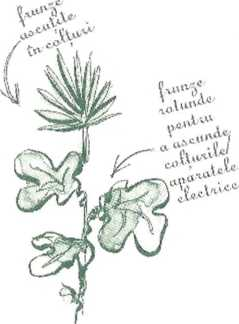 frunze
ascuțite
în colțuri
frunze
rotunde
pentru
a ascunde
colțurile/
aparatele
electrice